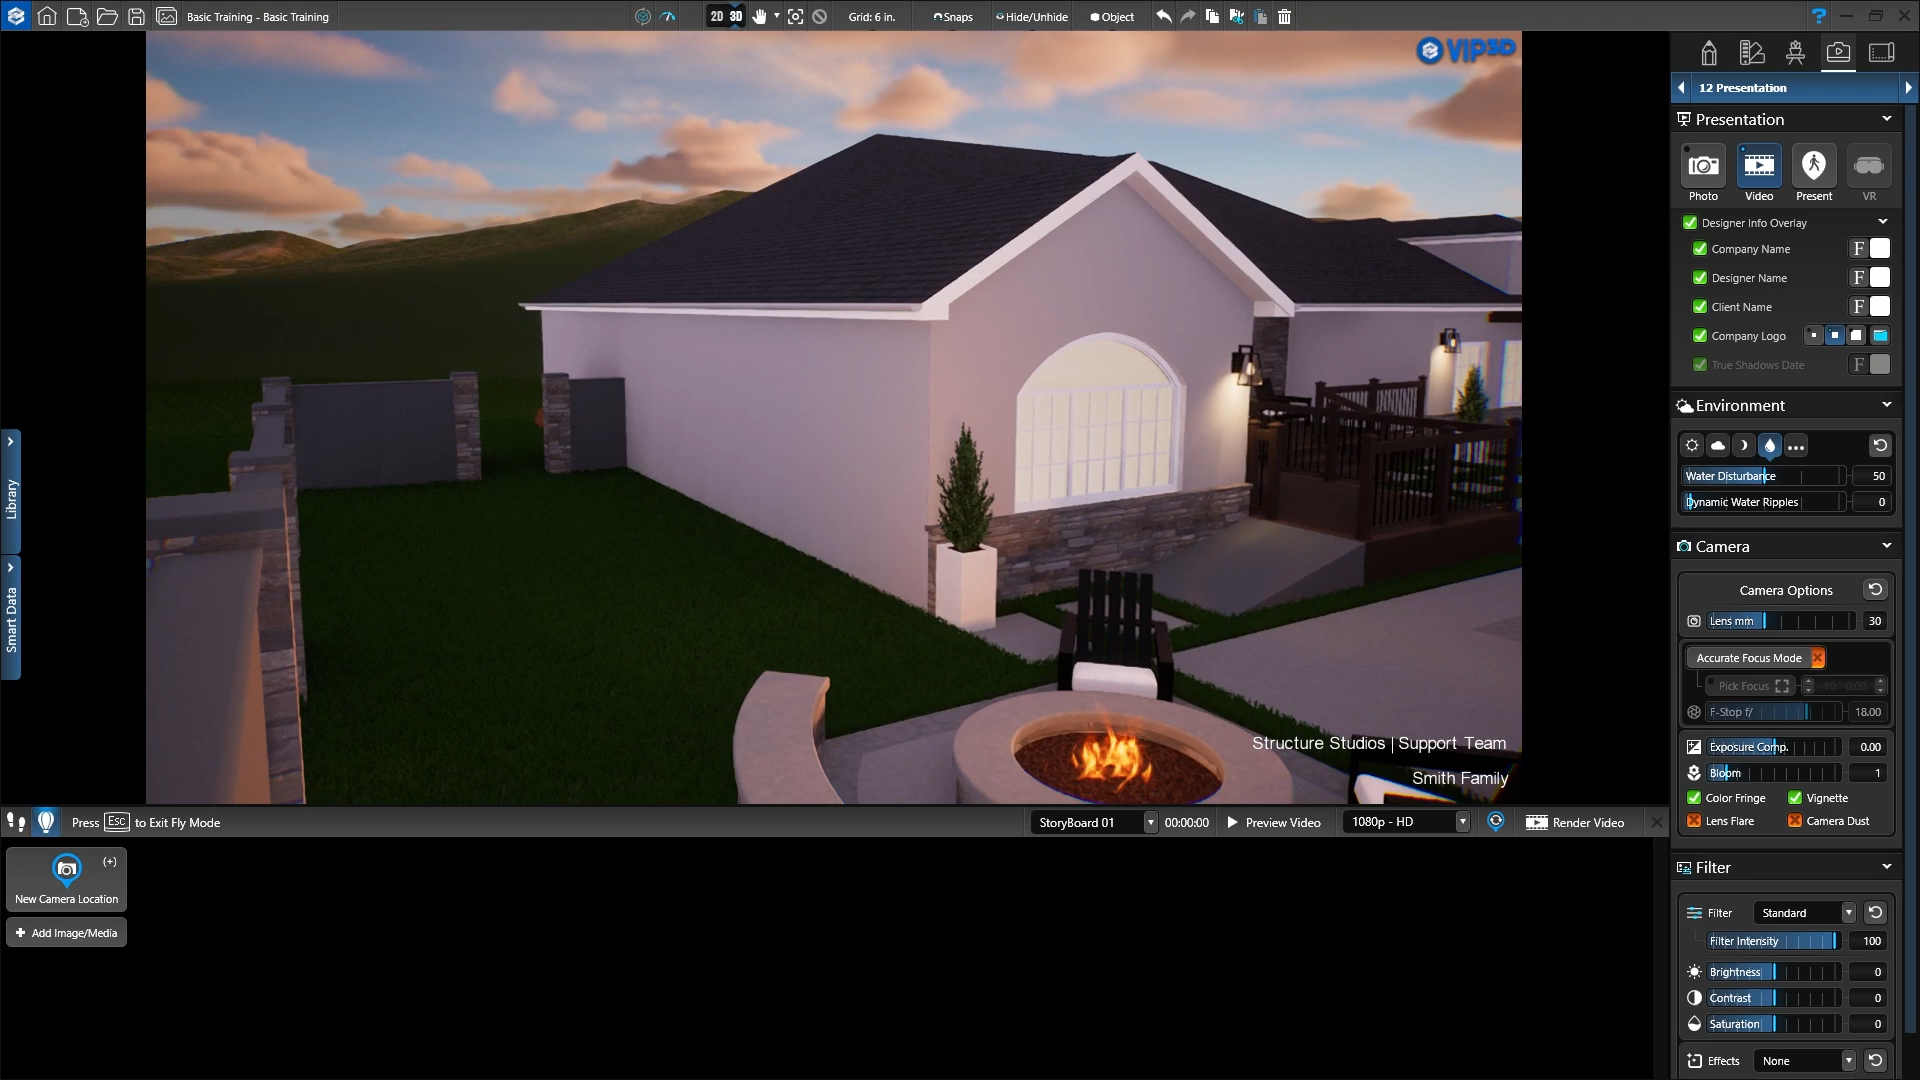 Basic Training - Basic Training
2D 3D
Grid: 6 in.
Snaps
Hide/Unhide
Object
?
VIP3D
12 Presentation
Presentation
Photo
Video
Present
VR
Designer Info Overlay
Company Name
F
Designer Name
F
Client Name
F
Company Logo
True Shadows Date
F
Environment
Water Disturbance
50
Dynamic Water Ripples
0
Camera
Camera Options
Lens mm
30
Accurate Focus Mode
Pick Focus
F-Stop f/
18.00
Exposure Comp.
0.00
Bloom
1
Color Fringe
Vignette
Lens Flare
Camera Dust
Filter
Filter
Standard
Filter Intensity
100
Brightness
0
Contrast
0
Saturation
0
Effects
None
Library
Smart Data
Structure Studios | Support Team
Smith Family
Press Esc to Exit Fly Mode
StoryBoard 01
00:00:00
Preview Video
1080p - HD
Render Video
(+)
New Camera Location
+ Add Image/Media